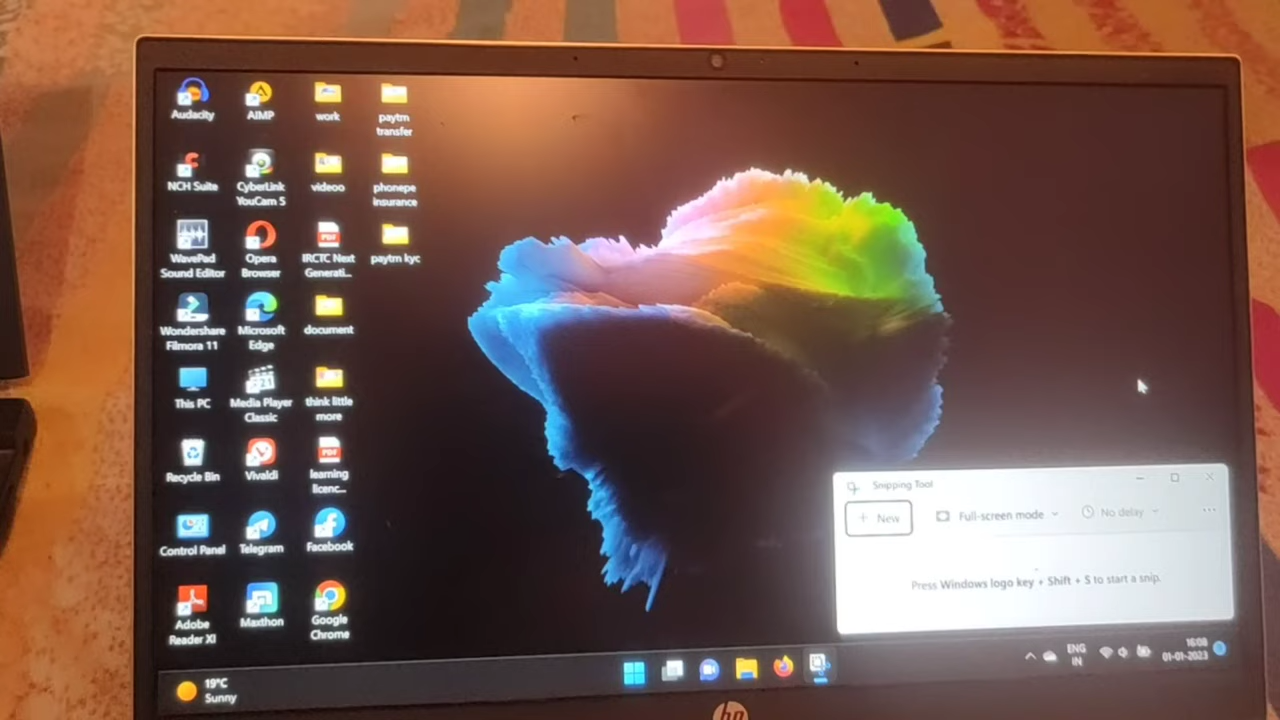 Audacity
AIMP
work
paytm
transfer
NCH Suite
CyberLink
YouCam 5
videoo
phonepe
insurance
WavePad
Sound Editor
Opera
Browser
IRCTC Next
Generati...
paytm kyc
Wondershare
Filmora 11
Microsoft
Edge
document
This PC
Media Player
Classic
think little
more
Recycle Bin
Vivaldi
learning
licenc...
Control Panel
Telegram
Facebook
Adobe
Reader XI
Maxthon
Google
Chrome
Snipping Tool
+ New
Full-screen mode
No delay
Press Windows logo key + Shift + S to start a snip.
19°C
Sunny
ENG
IN
16:08
01-01-2023
hp